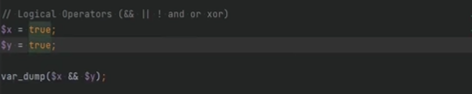 // Logical Operators (&& || ! and or xor)
$x = true;
$y = true;
var_dump($x && $y);